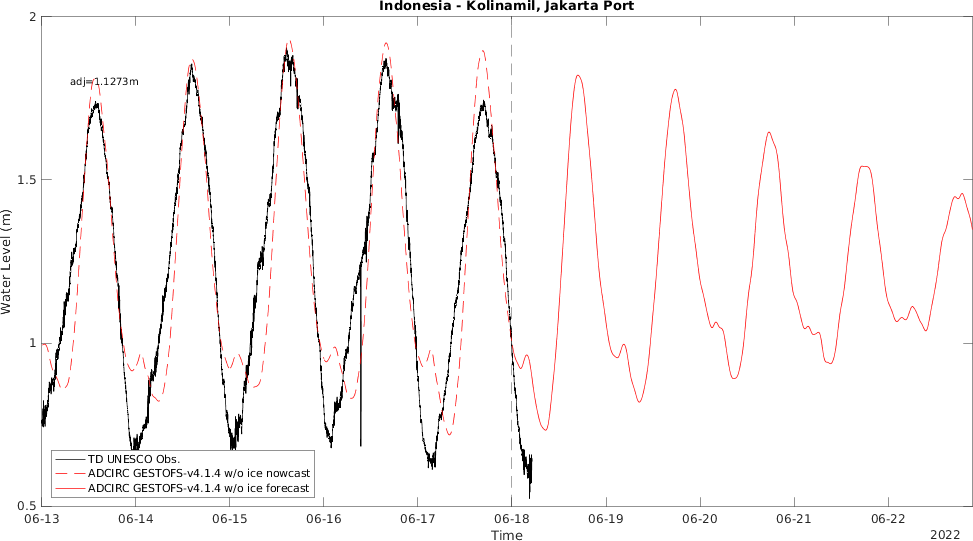 Indonesia - Kolinamil, Jakarta Port
2
adj=1.1273m
1.5
Water Level (m)
1
TD UNESCO Obs.
ADCIRC GESTOFS-v4.1.4 w/o ice nowcast
ADCIRC GESTOFS-v4.1.4 w/o ice forecast
0.5
06-13 06-14 06-15 06-16 06-17 06-18 06-19 06-20 06-21 06-22
Time
2022